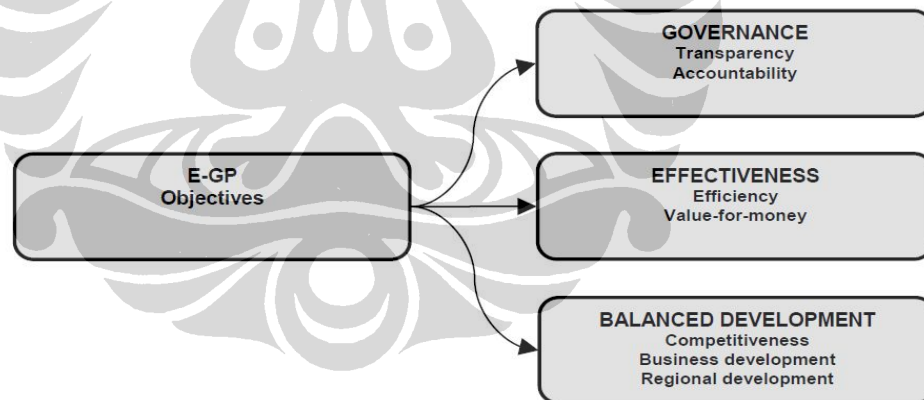 GOVERNANCE
Transparency
Accountability
E-GP
Objectives
EFFECTIVENESS
Efficiency
Value-for-money
BALANCED DEVELOPMENT
Competitiveness
Business development
Regional development